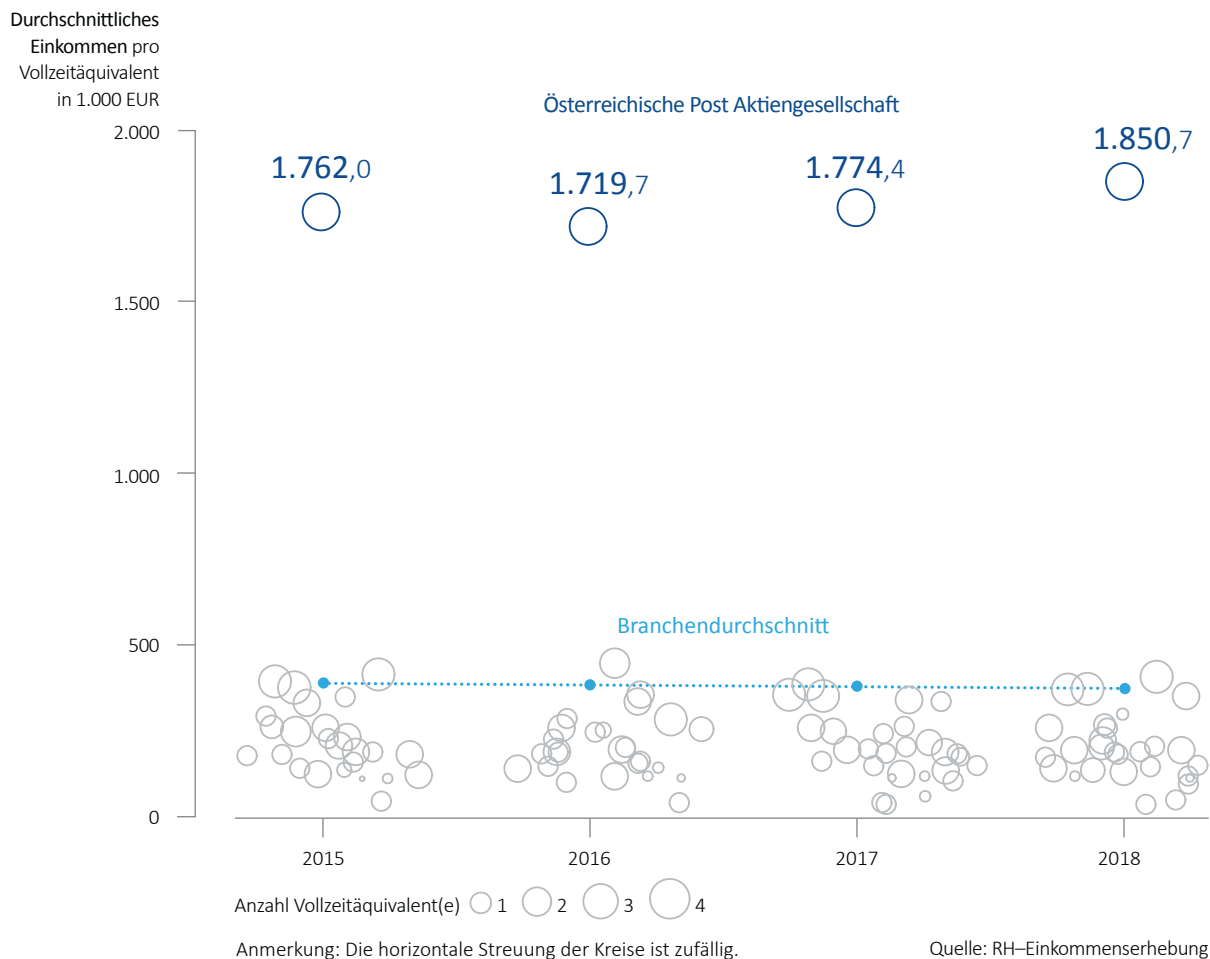 Durchschnittliches
Einkommen pro
Vollzeitäquivalent
in 1.000 EUR
Österreichische Post Aktiengesellschaft
2.000
1.762,0
1.719,7
1.774,4
1.850,7
1.500
1.000
Branchendurchschnitt
500
0
2015 2016 2017 2018
Anzahl Vollzeitäquivalent(e) 1 2 3 4
Anmerkung: Die horizontale Streuung der Kreise ist zufällig. Quelle: RH–Einkommenserhebung